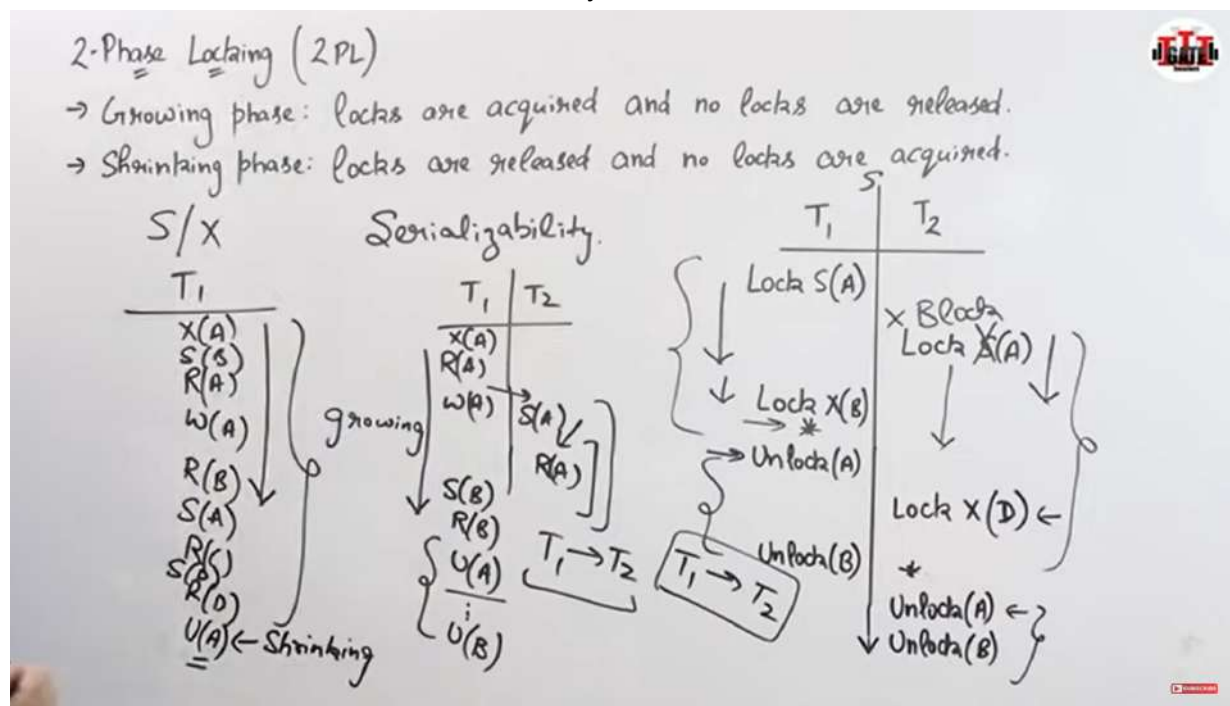 2-Phase Locking (2PL)
→ Growing phase: locks are acquired and no locks are released.
→ Shrinking phase: locks are released and no locks are acquired.
S/X
Serializability.
T1
X(A)
S(B)
R(A)
W(A)
R(B)
S(A)
R(C)
R(D)
U(A) ← Shrinking
growing
T1 | T2
X(A)
R(A)
W(A)
S(A)
R(A)
S(B)
R(B)
U(A)
U(B)
T1 → T2
S
T1 | T2
Lock S(A)
X Block
Lock X(A)
Lock X(B)
→ *
→ Unlock(A)
Lock X(D) ←
Unlock(B)
*
Unlock(A) ←
Unlock(B)
T1 → T2
GATE
SUBSCRIBE